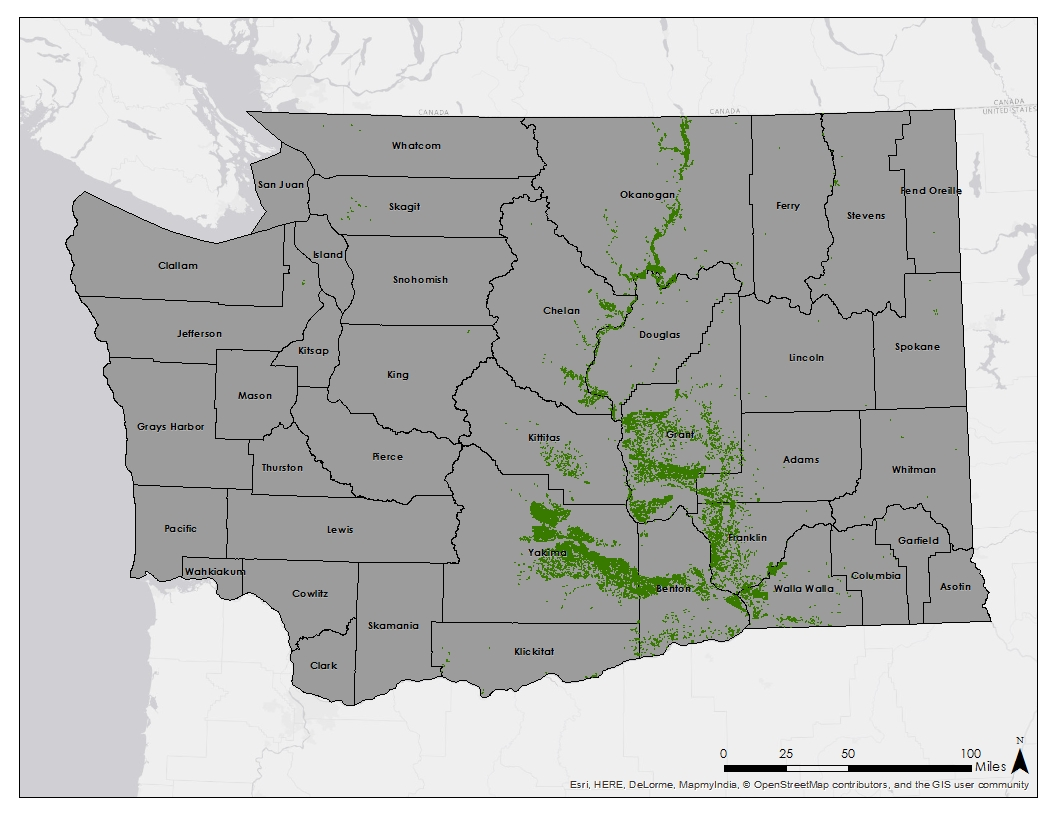 CANADA
CANADA
CANADA
UNITED STATES
Whatcom
San Juan
Skagit
Okanogan
Ferry
Stevens
Pend Oreille
Island
Clallam
Snohomish
Chelan
Jefferson
Douglas
Kitsap
Lincoln
Spokane
King
Mason
Grays Harbor
Kittitas
Grant
Pierce
Adams
Thurston
Whitman
Pacific
Lewis
Franklin
Garfield
Yakima
Wahkiakum
Columbia
Cowlitz
Benton
Walla Walla
Asotin
Skamania
Klickitat
Clark
N
0 25 50 100
Miles
Esri, HERE, DeLorme, MapmyIndia, © OpenStreetMap contributors, and the GIS user community